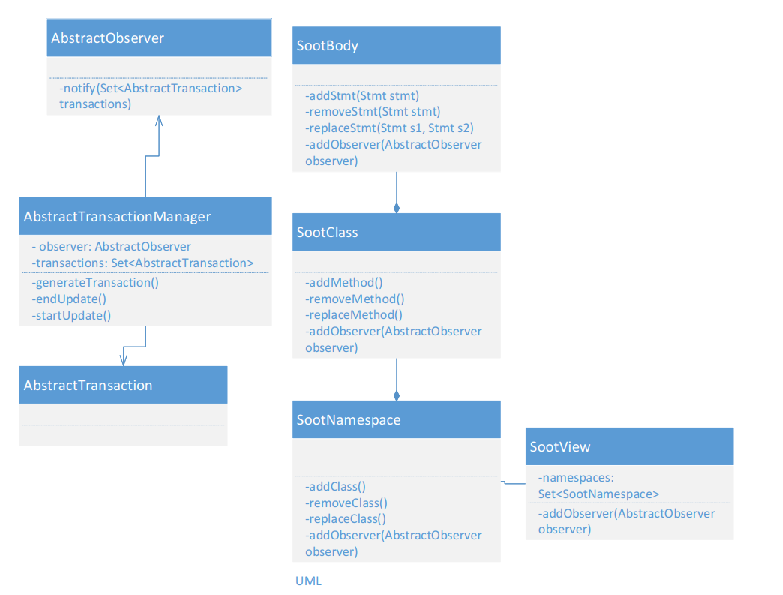 AbstractObserver
-notify(Set<AbstractTransaction>
transactions)
AbstractTransactionManager
- observer: AbstractObserver
-transactions: Set<AbstractTransaction>
-generateTransaction()
-endUpdate()
-startUpdate()
AbstractTransaction
SootBody
-addStmt(Stmt stmt)
-removeStmt(Stmt stmt)
-replaceStmt(Stmt s1, Stmt s2)
-addObserver(AbstractObserver
observer)
SootClass
-addMethod()
-removeMethod()
-replaceMethod()
-addObserver(AbstractObserver
observer)
SootNamespace
-addClass()
-removeClass()
-replaceClass()
-addObserver(AbstractObserver
observer)
SootView
-namespaces:
Set<SootNamespace>
-addObserver(AbstractObserver
observer)
UML